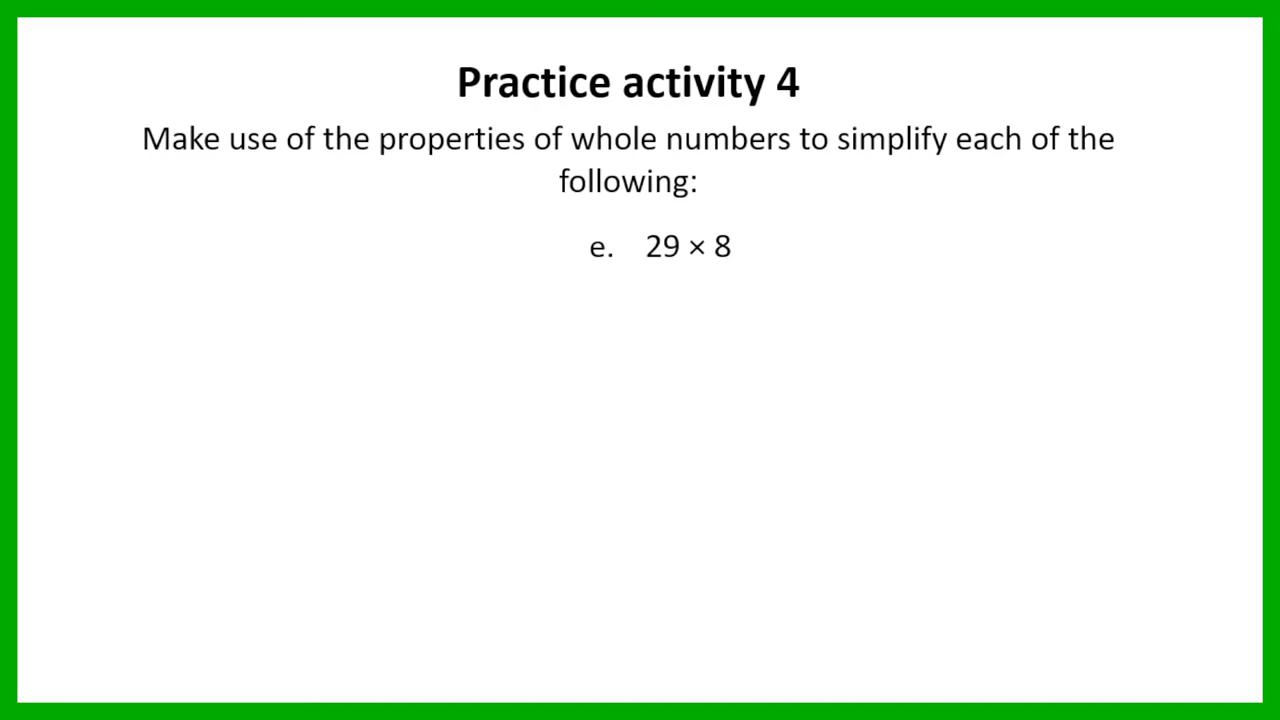 Practice activity 4
Make use of the properties of whole numbers to simplify each of the
following:
e. 29 × 8